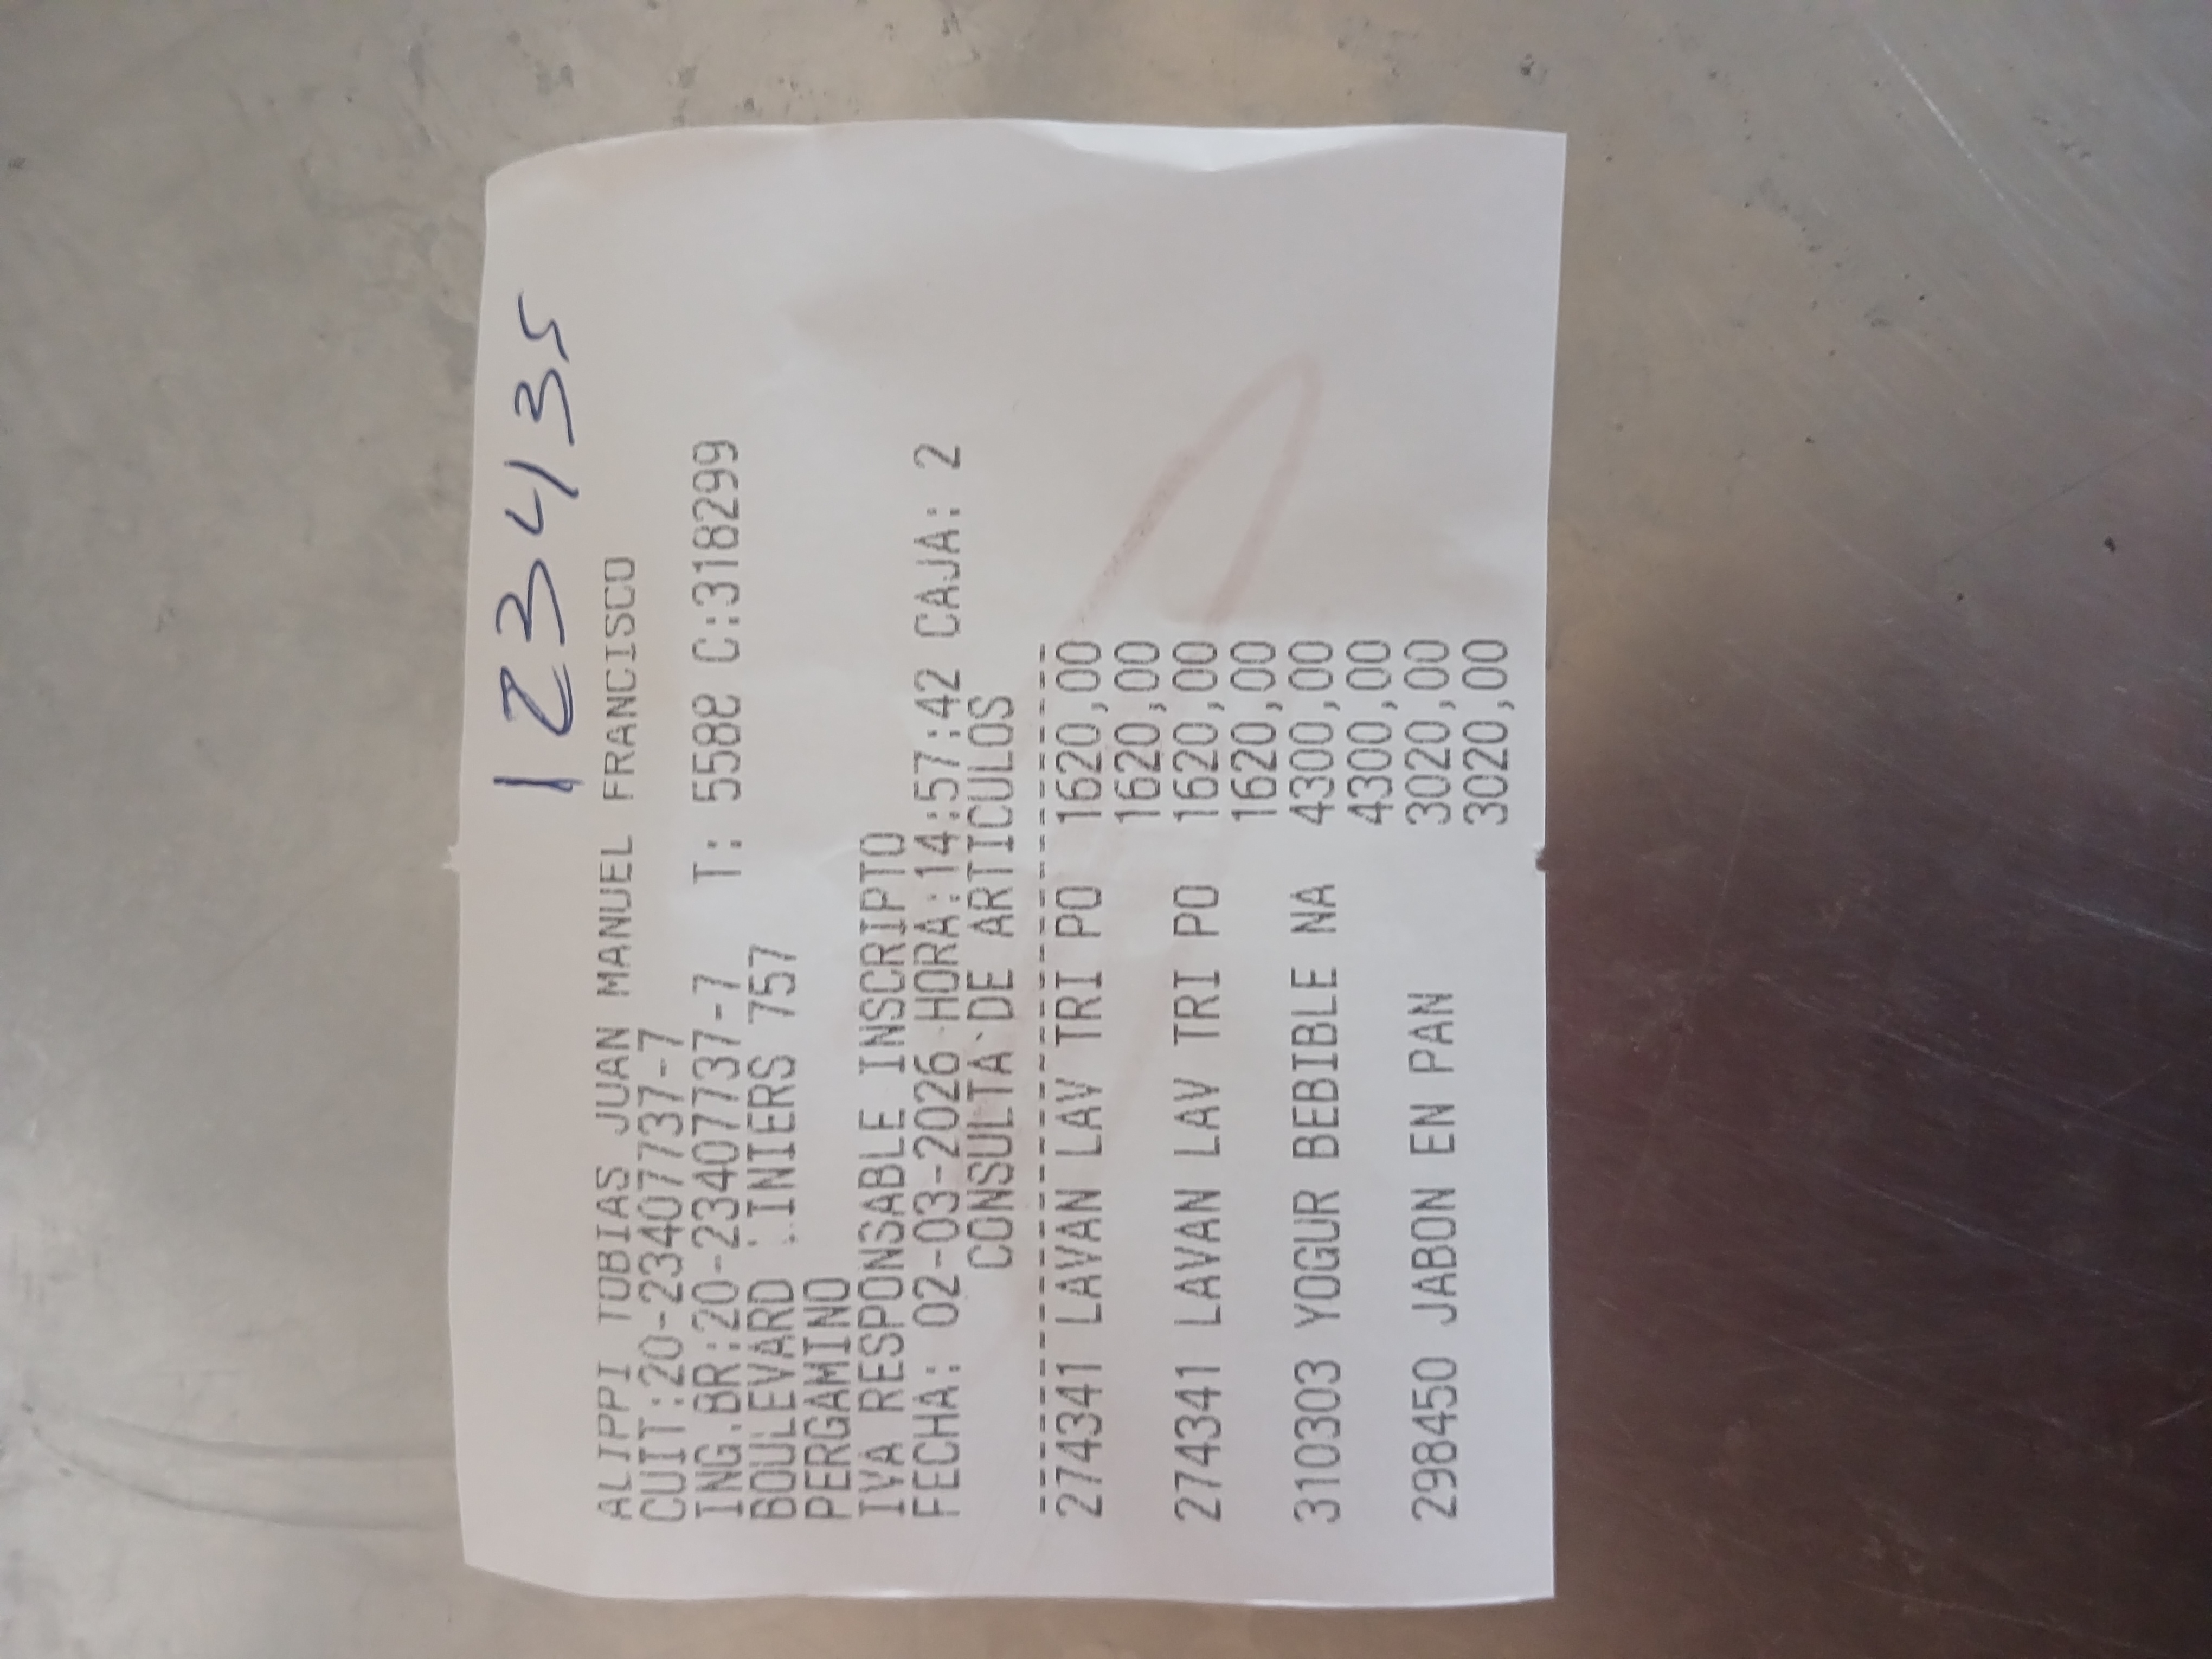 123435
ALIPPI TOBIAS JUAN MANUEL FRANCISCO
CUIT:20-23407737-7
ING.BR:20-23407737-7 T: 5588 C:318299
BOULEVARD LINIERS 757
PERGAMINO
IVA RESPONSABLE INSCRIPTO
FECHA: 02-03-2026 HORA:14:57:42 CAJA: 2
CONSULTA DE ARTICULOS
274341 LAVAN LAV TRI PO 1620,00
1620,00
274341 LAVAN LAV TRI PO 1620,00
1620,00
310303 YOGUR BEBIBLE NA 4300,00
4300,00
298450 JABON EN PAN 3020,00
3020,00